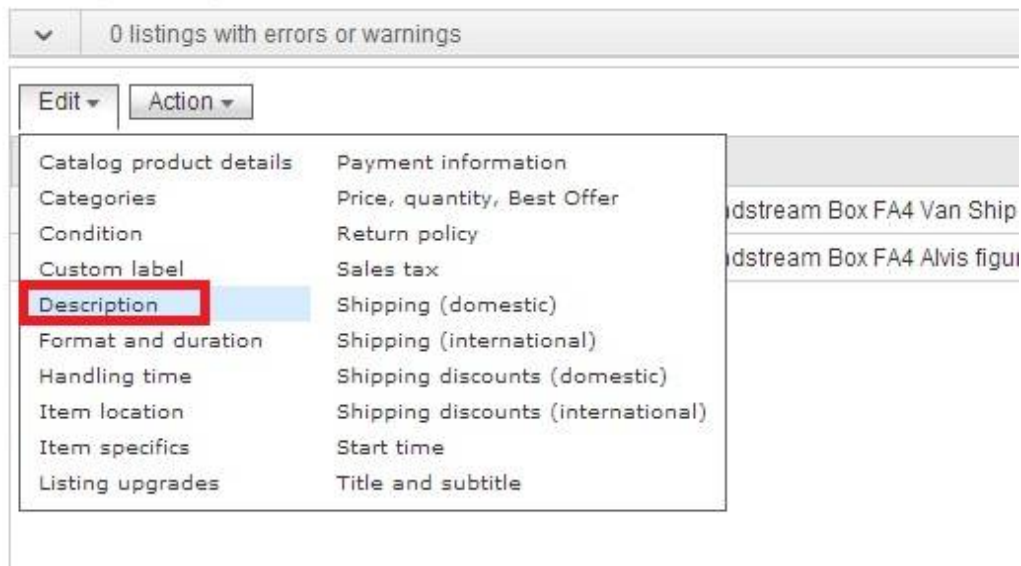 0 listings with errors or warnings
Edit
Action
Catalog product details
Categories
Condition
Custom label
Description
Format and duration
Handling time
Item location
Item specifics
Listing upgrades
Payment information
Price, quantity, Best Offer
Return policy
Sales tax
Shipping (domestic)
Shipping (international)
Shipping discounts (domestic)
Shipping discounts (international)
Start time
Title and subtitle
Box FA4 Van Ship
Box FA4 Alvis